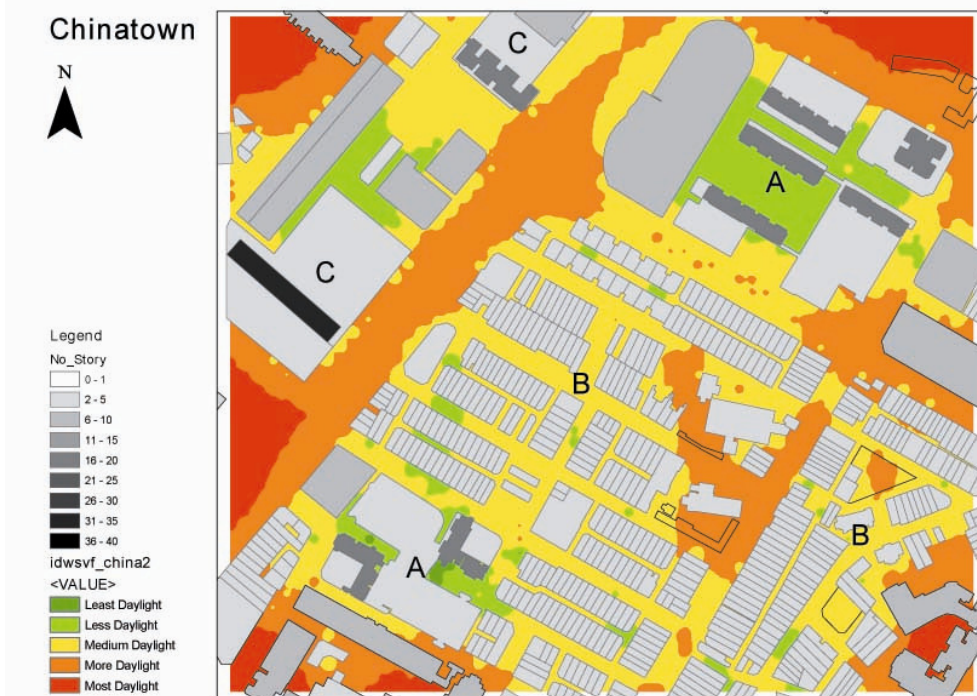 Chinatown
N
C
A
C
B
B
A
Legend
No_Story
0 - 1
2 - 5
6 - 10
11 - 15
16 - 20
21 - 25
26 - 30
31 - 35
36 - 40
idwsvf_china2
<VALUE>
Least Daylight
Less Daylight
Medium Daylight
More Daylight
Most Daylight